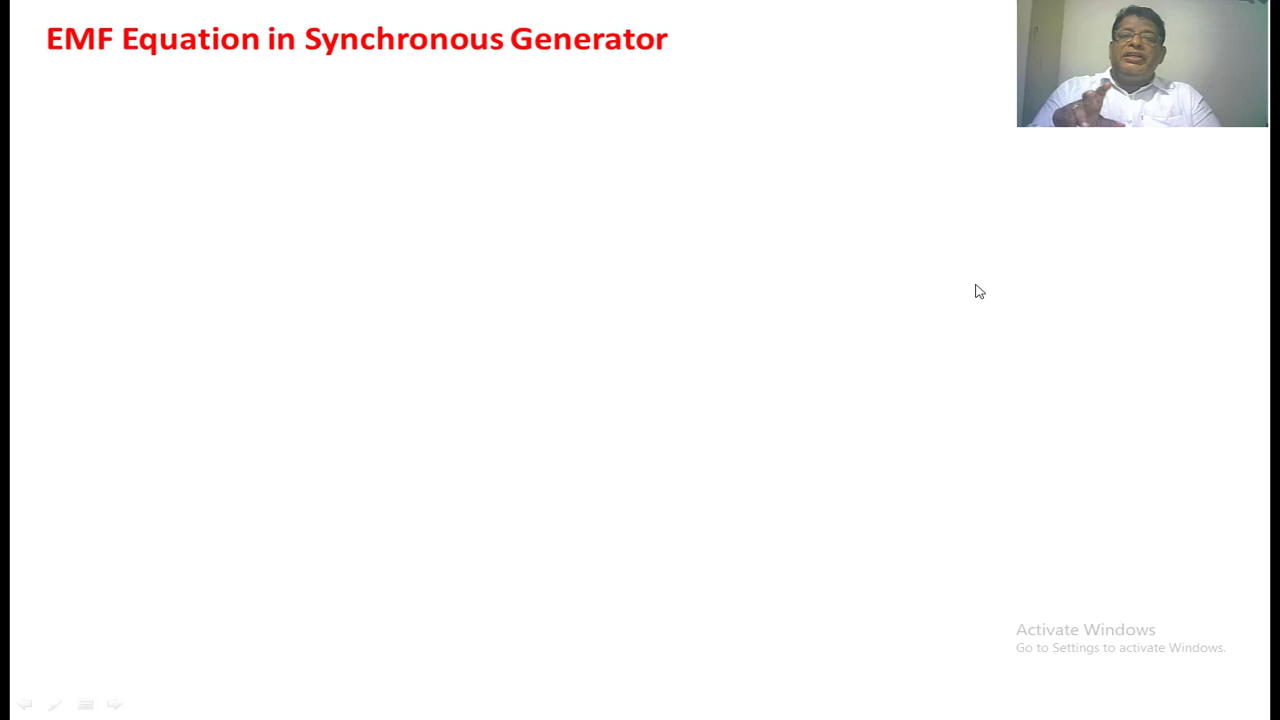 EMF Equation in Synchronous Generator
Activate Windows
Go to Settings to activate Windows.